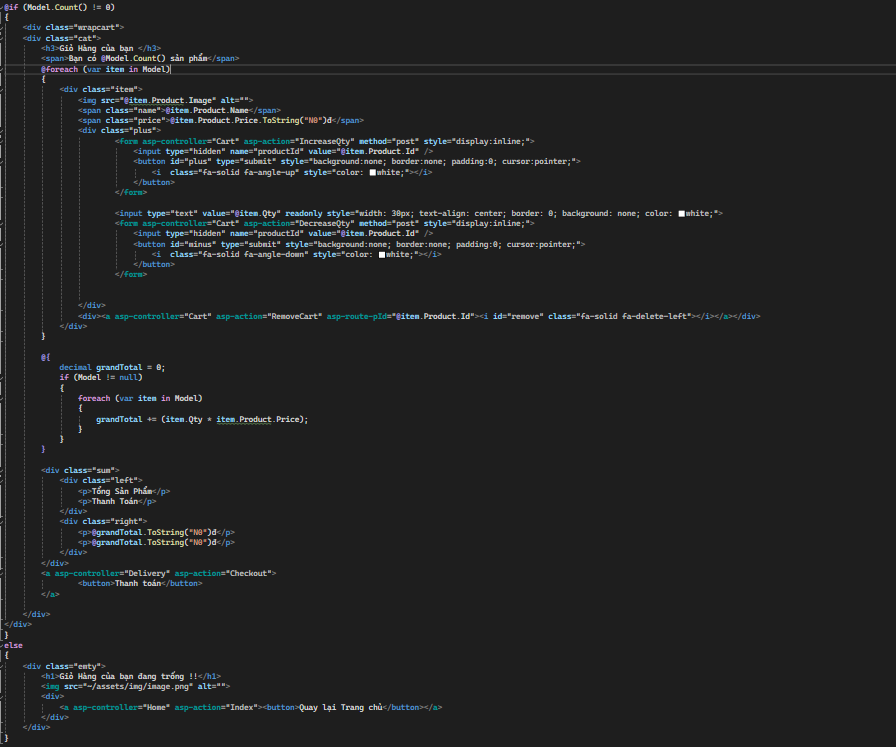 @if (Model.Count() != 0)
{
<div class="wrapcart">
<div class="cat">
<h3>Giỏ Hàng của bạn </h3>
<span>Bạn có @Model.Count() sản phẩm</span>
@foreach (var item in Model)
{
<div class="item">
<img src="@item.Product.Image" alt="">
<span class="name">@item.Product.Name</span>
<span class="price">@item.Product.Price.ToString("N0")đ</span>
<div class="plus">
<form asp-controller="Cart" asp-action="IncreaseQty" method="post" style="display:inline;">
<input type="hidden" name="productId" value="@item.Product.Id" />
<button id="plus" type="submit" style="background:none; border:none; padding:0; cursor:pointer;">
<i class="fa-solid fa-angle-up" style="color: white;"></i>
</button>
</form>
<input type="text" value="@item.Qty" readonly style="width: 30px; text-align: center; border: 0; background: none; color: white;">
<form asp-controller="Cart" asp-action="DecreaseQty" method="post" style="display:inline;">
<input type="hidden" name="productId" value="@item.Product.Id" />
<button id="minus" type="submit" style="background:none; border:none; padding:0; cursor:pointer;">
<i class="fa-solid fa-angle-down" style="color: white;"></i>
</button>
</form>
</div>
<div><a asp-controller="Cart" asp-action="RemoveCart" asp-route-pId="@item.Product.Id"><i id="remove" class="fa-solid fa-delete-left"></i></a></div>
</div>
}
@{
decimal grandTotal = 0;
if (Model != null)
{
foreach (var item in Model)
{
grandTotal += (item.Qty * item.Product.Price);
}
}
}
<div class="sum">
<div class="left">
<p>Tổng Sản Phẩm</p>
<p>Thanh Toán</p>
</div>
<div class="right">
<p>@grandTotal.ToString("N0")đ</p>
<p>@grandTotal.ToString("N0")đ</p>
</div>
</div>
<a asp-controller="Delivery" asp-action="Checkout">
<button>Thanh toán</button>
</a>
</div>
</div>
}
else
{
<div class="emty">
<h1>Giỏ Hàng của bạn đang trống !!</h1>
<img src="~/assets/img/image.png" alt="">
<div>
<a asp-controller="Home" asp-action="Index"><button>Quay lại Trang chủ</button></a>
</div>
</div>
}